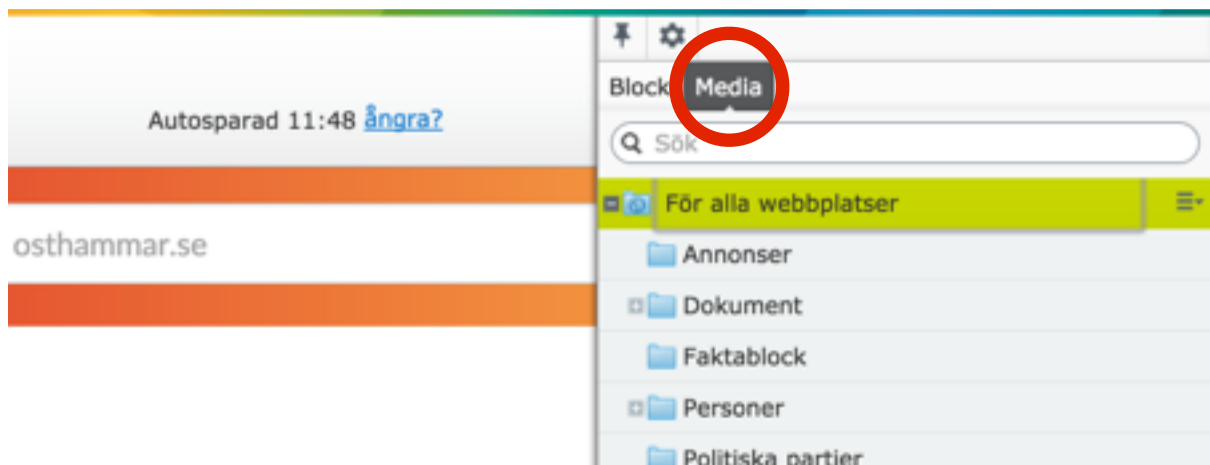 Block Media
Autosparad 11:48 ångra?
Sök
För alla webbplatser
osthammar.se
Annonser
Dokument
Faktablock
Personer
Politiska partier